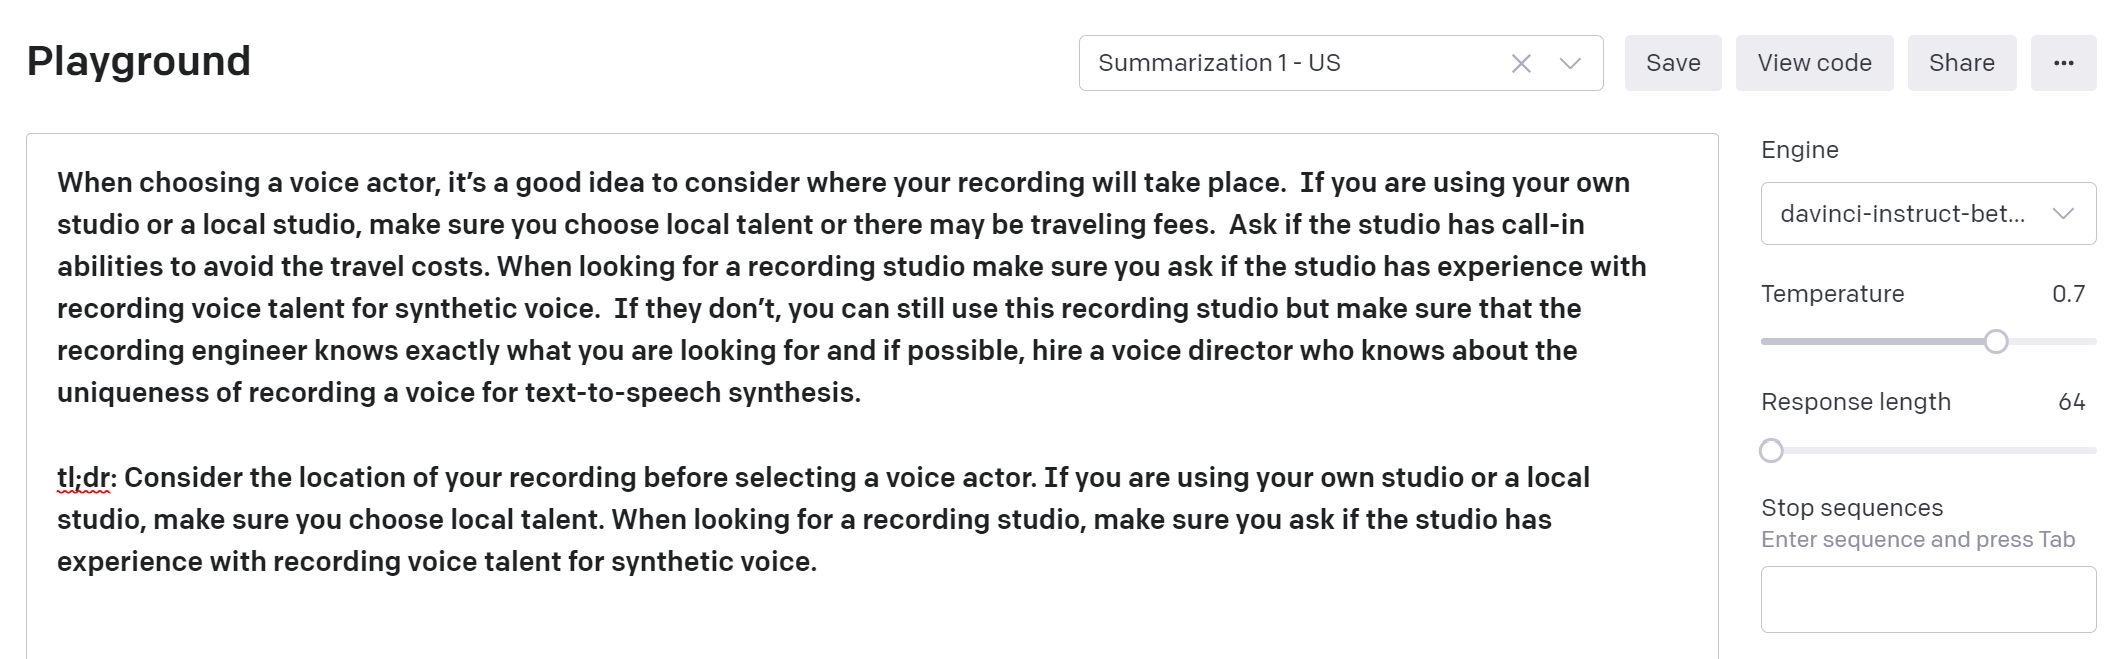 Playground
Summarization 1 - US
Save
View code
Share
...
When choosing a voice actor, it’s a good idea to consider where your recording will take place.  If you are using your own
studio or a local studio, make sure you choose local talent or there may be traveling fees.  Ask if the studio has call-in
abilities to avoid the travel costs. When looking for a recording studio make sure you ask if the studio has experience with
recording voice talent for synthetic voice.  If they don’t, you can still use this recording studio but make sure that the
recording engineer knows exactly what you are looking for and if possible, hire a voice director who knows about the
uniqueness of recording a voice for text-to-speech synthesis.
tl;dr: Consider the location of your recording before selecting a voice actor. If you are using your own studio or a local
studio, make sure you choose local talent. When looking for a recording studio, make sure you ask if the studio has
experience with recording voice talent for synthetic voice.
Engine
davinci-instruct-bet...
Temperature 0.7
Response length 64
Stop sequences
Enter sequence and press Tab